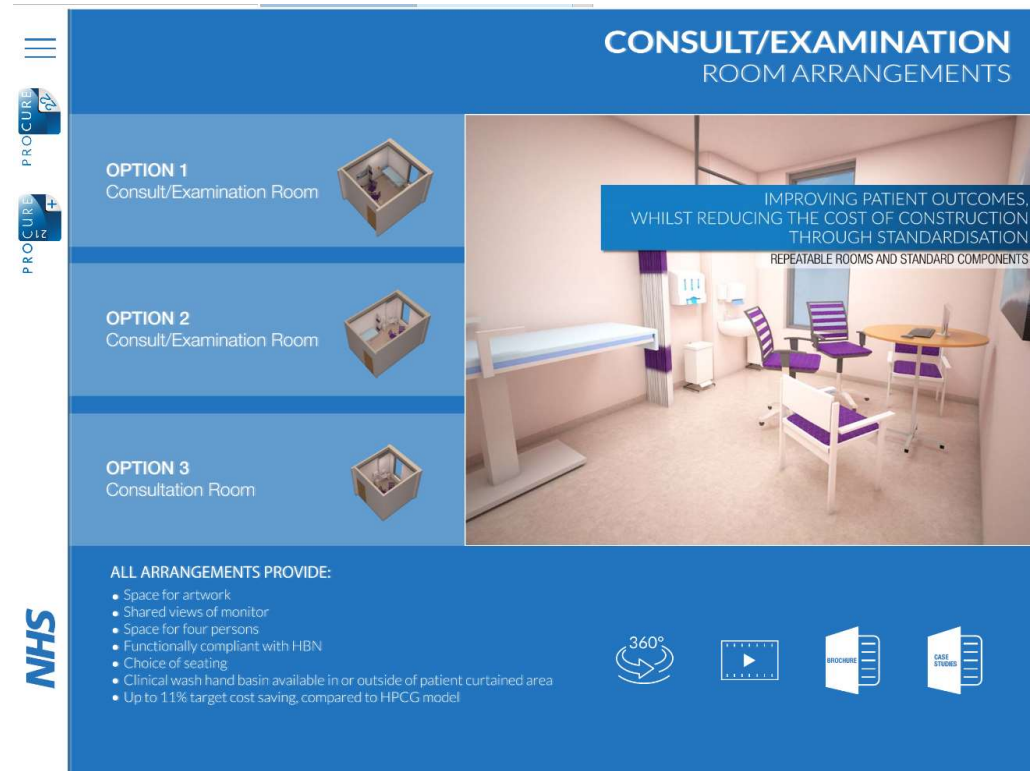 CONSULT/EXAMINATION
ROOM ARRANGEMENTS
PROCURE
22
PROCURE
21
+
OPTION 1
Consult/Examination Room
OPTION 2
Consult/Examination Room
OPTION 3
Consultation Room
IMPROVING PATIENT OUTCOMES,
WHILST REDUCING THE COST OF CONSTRUCTION
THROUGH STANDARDISATION
REPEATABLE ROOMS AND STANDARD COMPONENTS
ALL ARRANGEMENTS PROVIDE:
• Space for artwork
• Shared views of monitor
• Space for four persons
• Functionally compliant with HBN
• Choice of seating
• Clinical wash hand basin available in or outside of patient curtained area
• Up to 11% target cost saving, compared to HPCG model
360°
BROCHURE
CASE
STUDIES
NHS